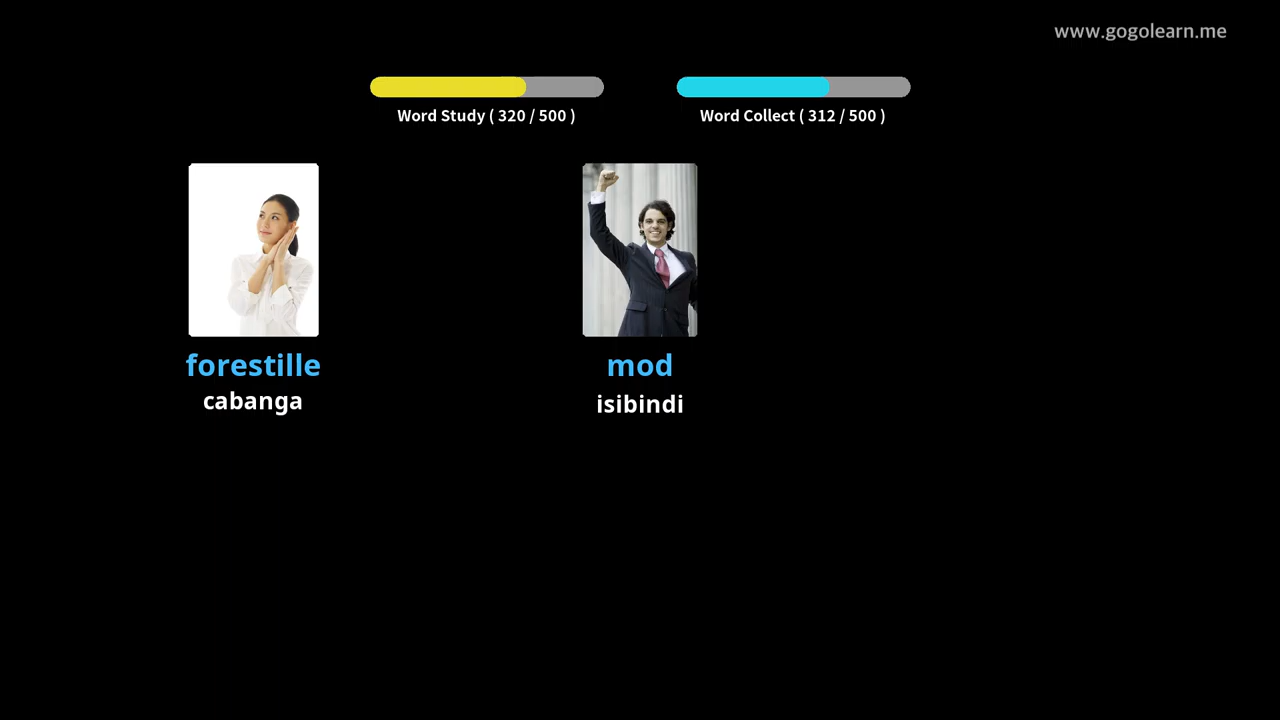 www.gogolearn.me
Word Study ( 320 / 500 )
Word Collect ( 312 / 500 )
forestille
cabanga
mod
isibindi